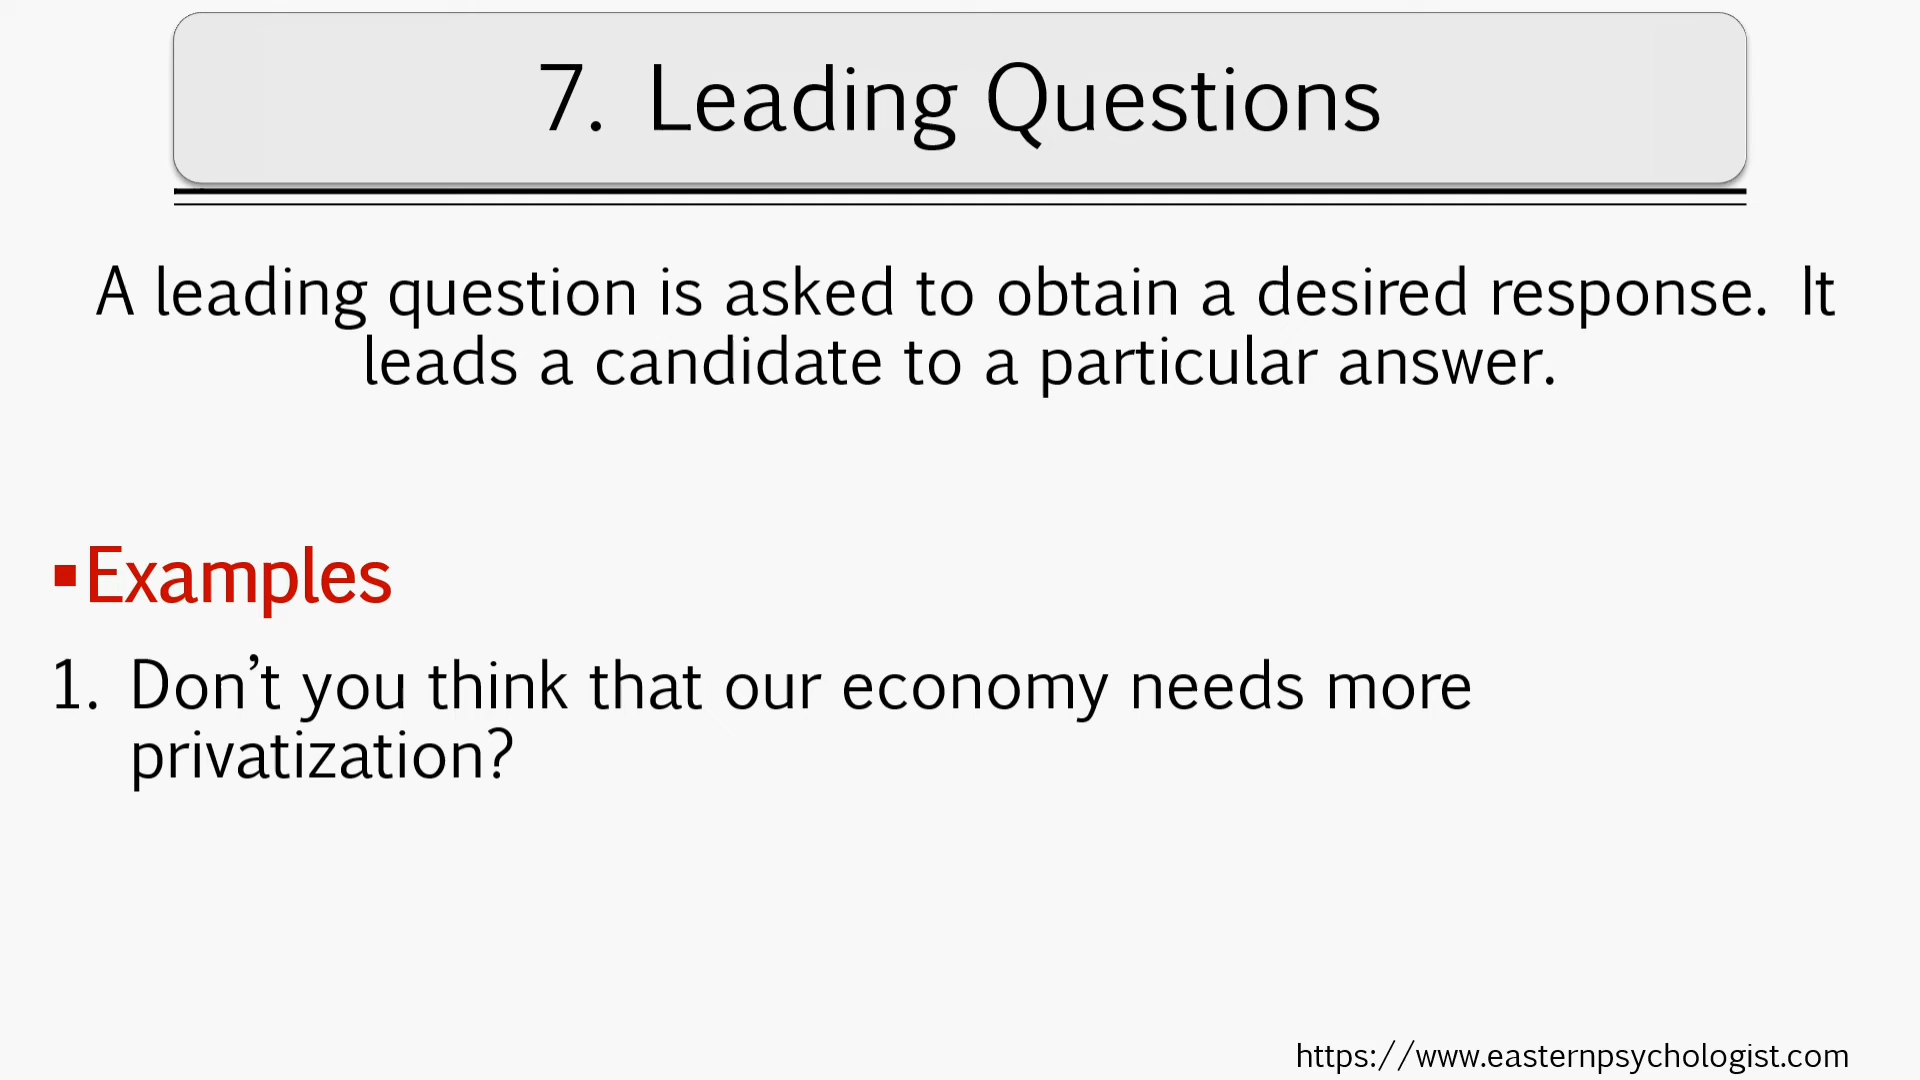 7. Leading Questions
A leading question is asked to obtain a desired response. It
leads a candidate to a particular answer.
▪Examples
1. Don’t you think that our economy needs more
privatization?
https://www.easternpsychologist.com